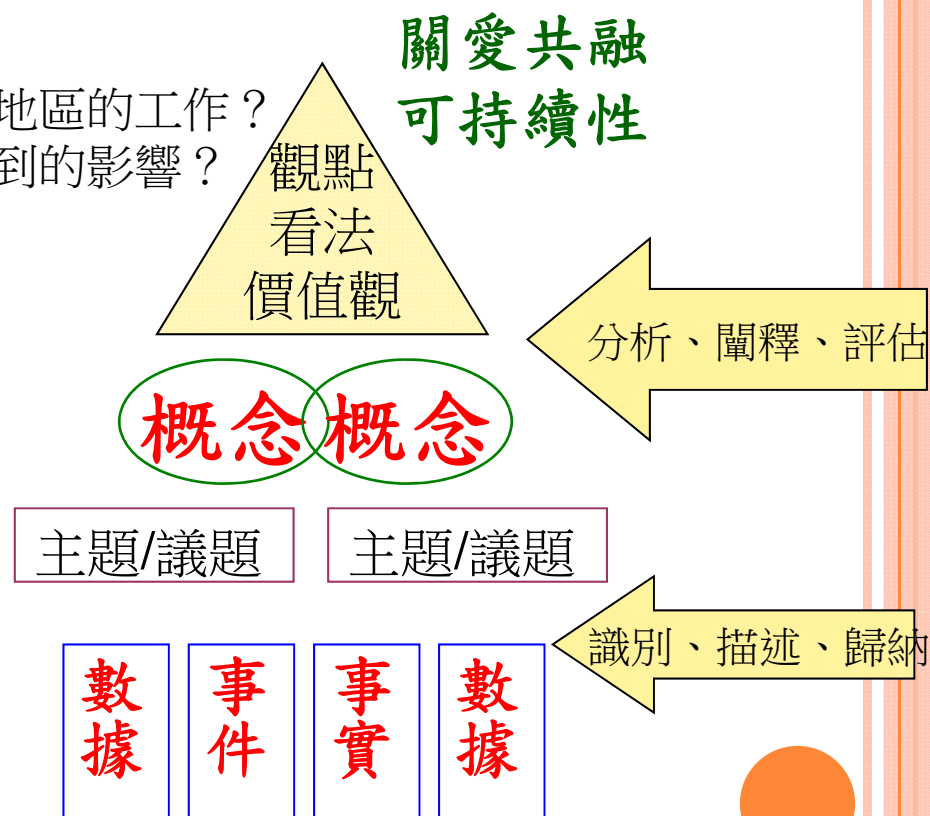 關愛共融
可持續性
地區的工作？
到的影響？
觀點
看法
價值觀
分析、闡釋、評估
概念 概念
主題/議題 主題/議題
識別、描述、歸納
數據
事件
事實
數據